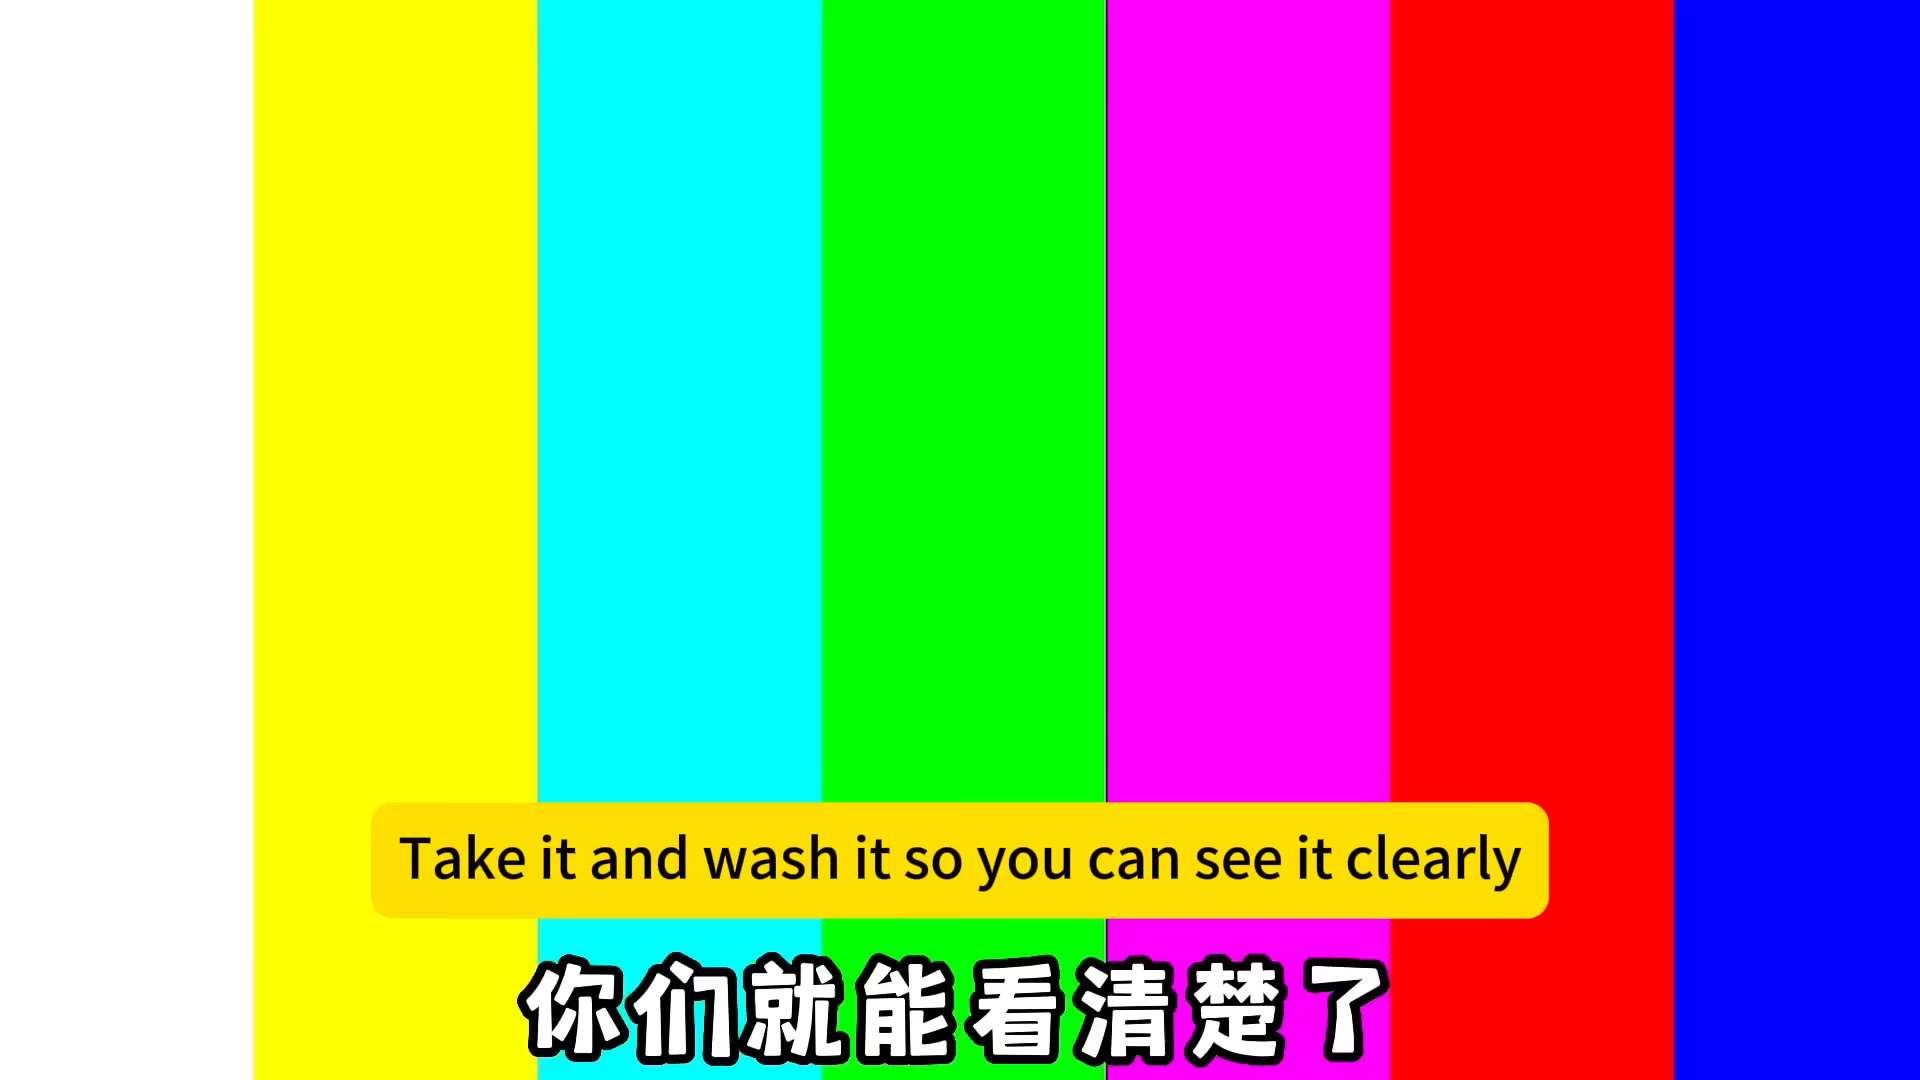 Take it and wash it so you can see it clearly
你们就能看清楚了